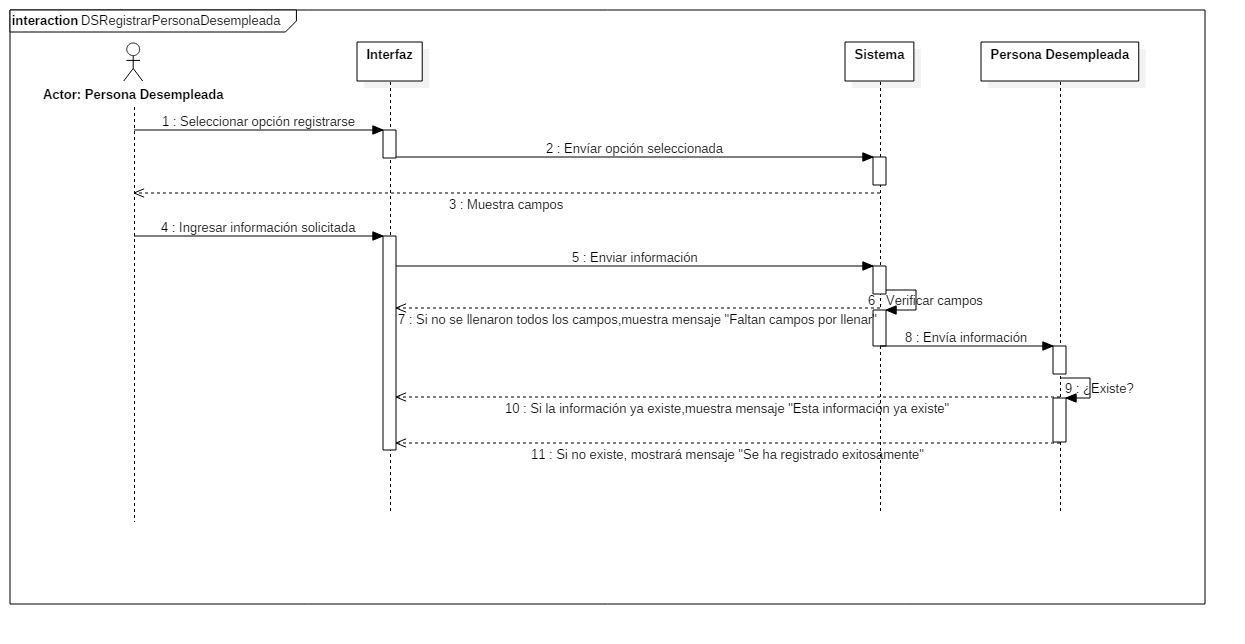 interaction DSRegistrarPersonaDesempleada
Interfaz
Sistema
Persona Desempleada
Actor: Persona Desempleada
1 : Seleccionar opción registrarse
2 : Envíar opción seleccionada
3 : Muestra campos
4 : Ingresar información solicitada
5 : Enviar información
6 : Verificar campos
7 : Si no se llenaron todos los campos,muestra mensaje "Faltan campos por llenar"
8 : Envía información
9 : ¿Existe?
10 : Si la información ya existe,muestra mensaje "Esta información ya existe"
11 : Si no existe, mostrará mensaje "Se ha registrado exitosamente"